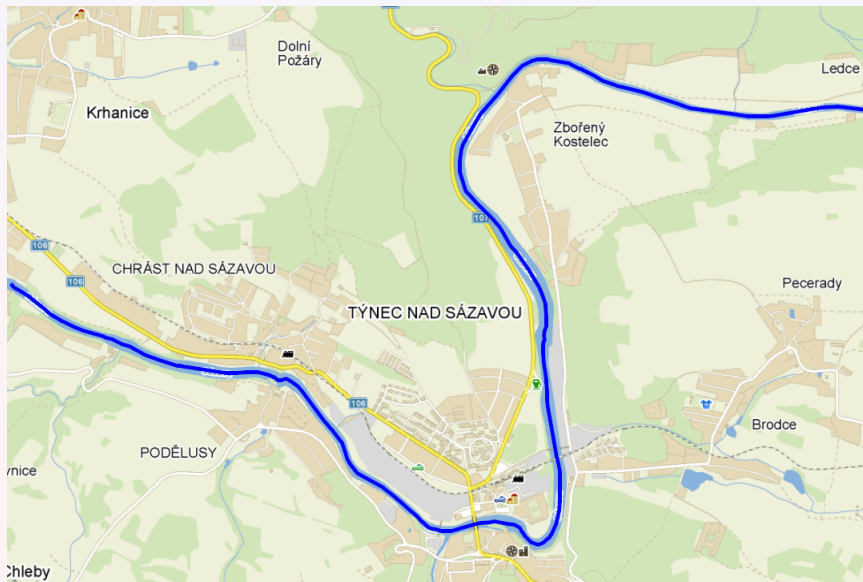 Dolní
Požáry
Ledce
Krhanice
Zbořený
Kostelec
107
106
CHRÁST NAD SÁZAVOU
106
Pecerady
TÝNEC NAD SÁZAVOU
106
Brodce
PODĚLUSY
vnice
Chleby